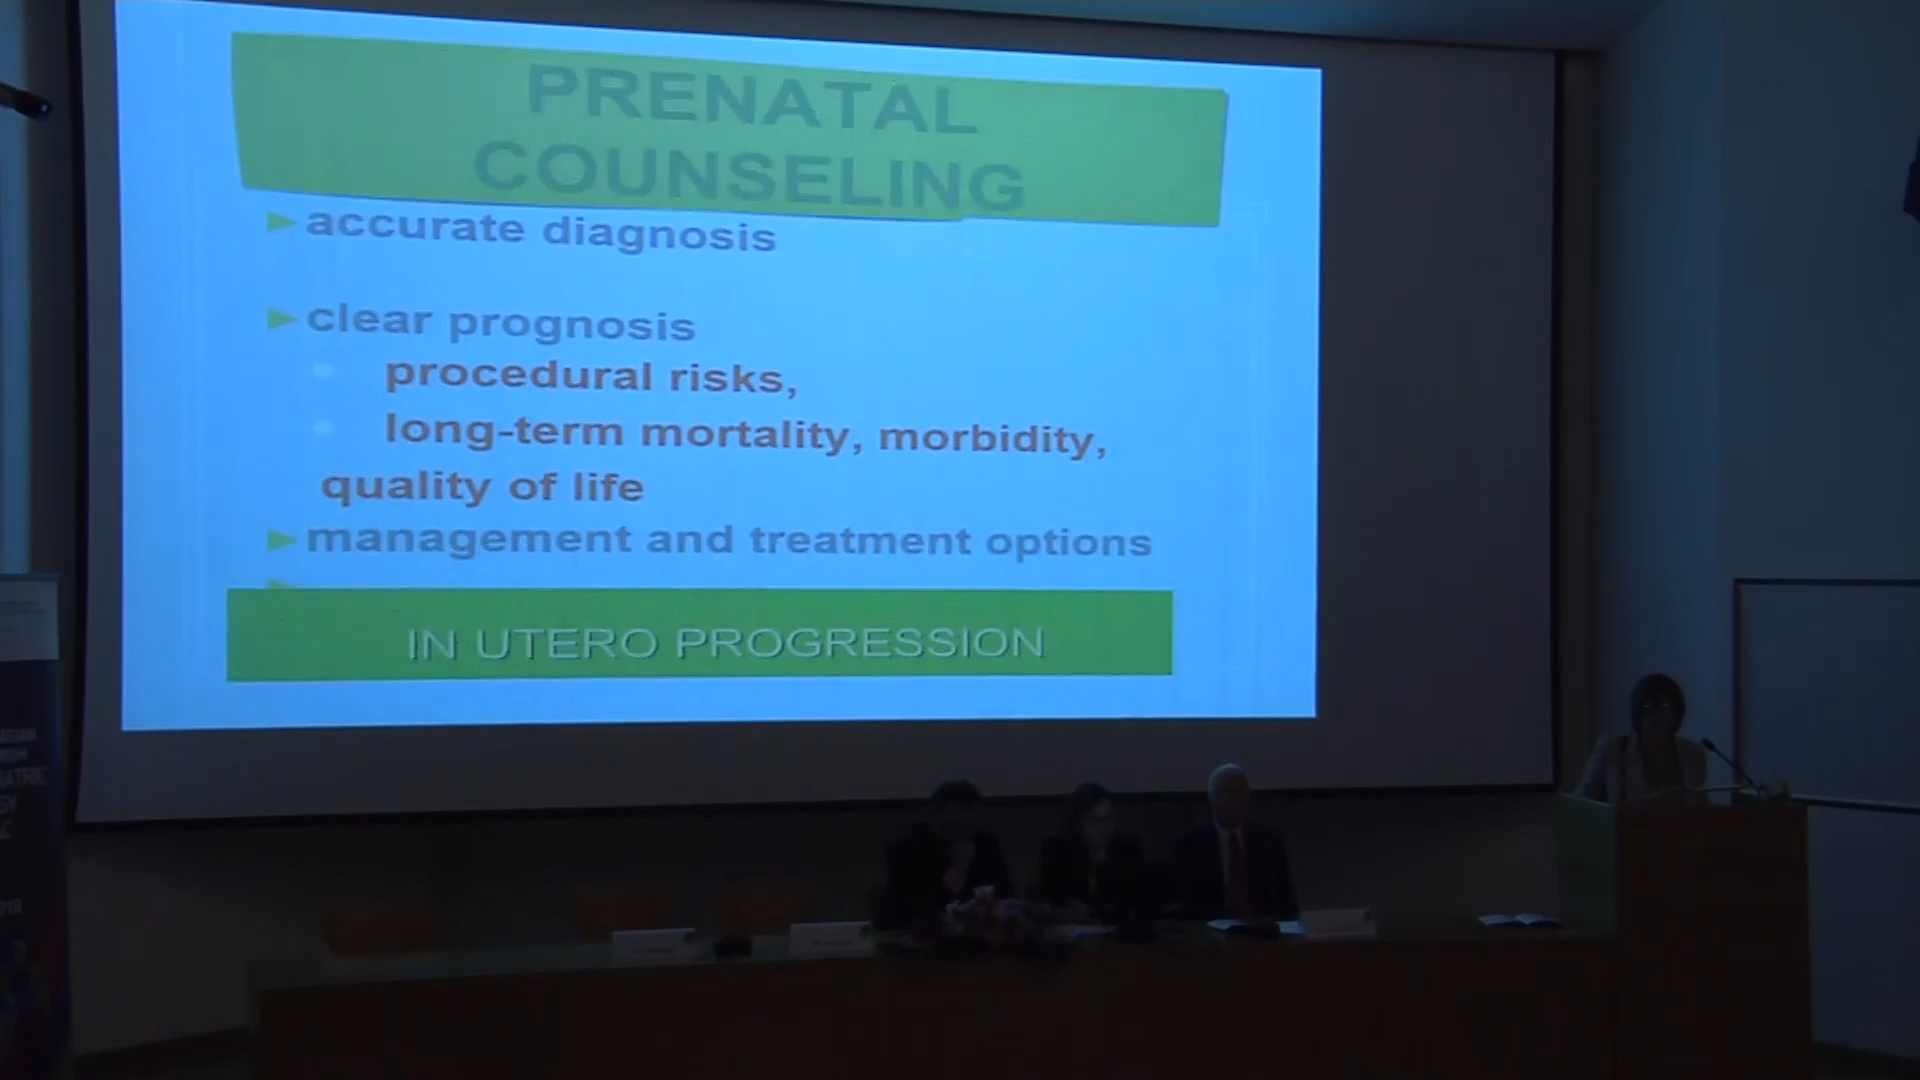 PRENATAL
COUNSELING
accurate diagnosis
clear prognosis
procedural risks,
long-term mortality, morbidity,
quality of life
management and treatment options
IN UTERO PROGRESSION